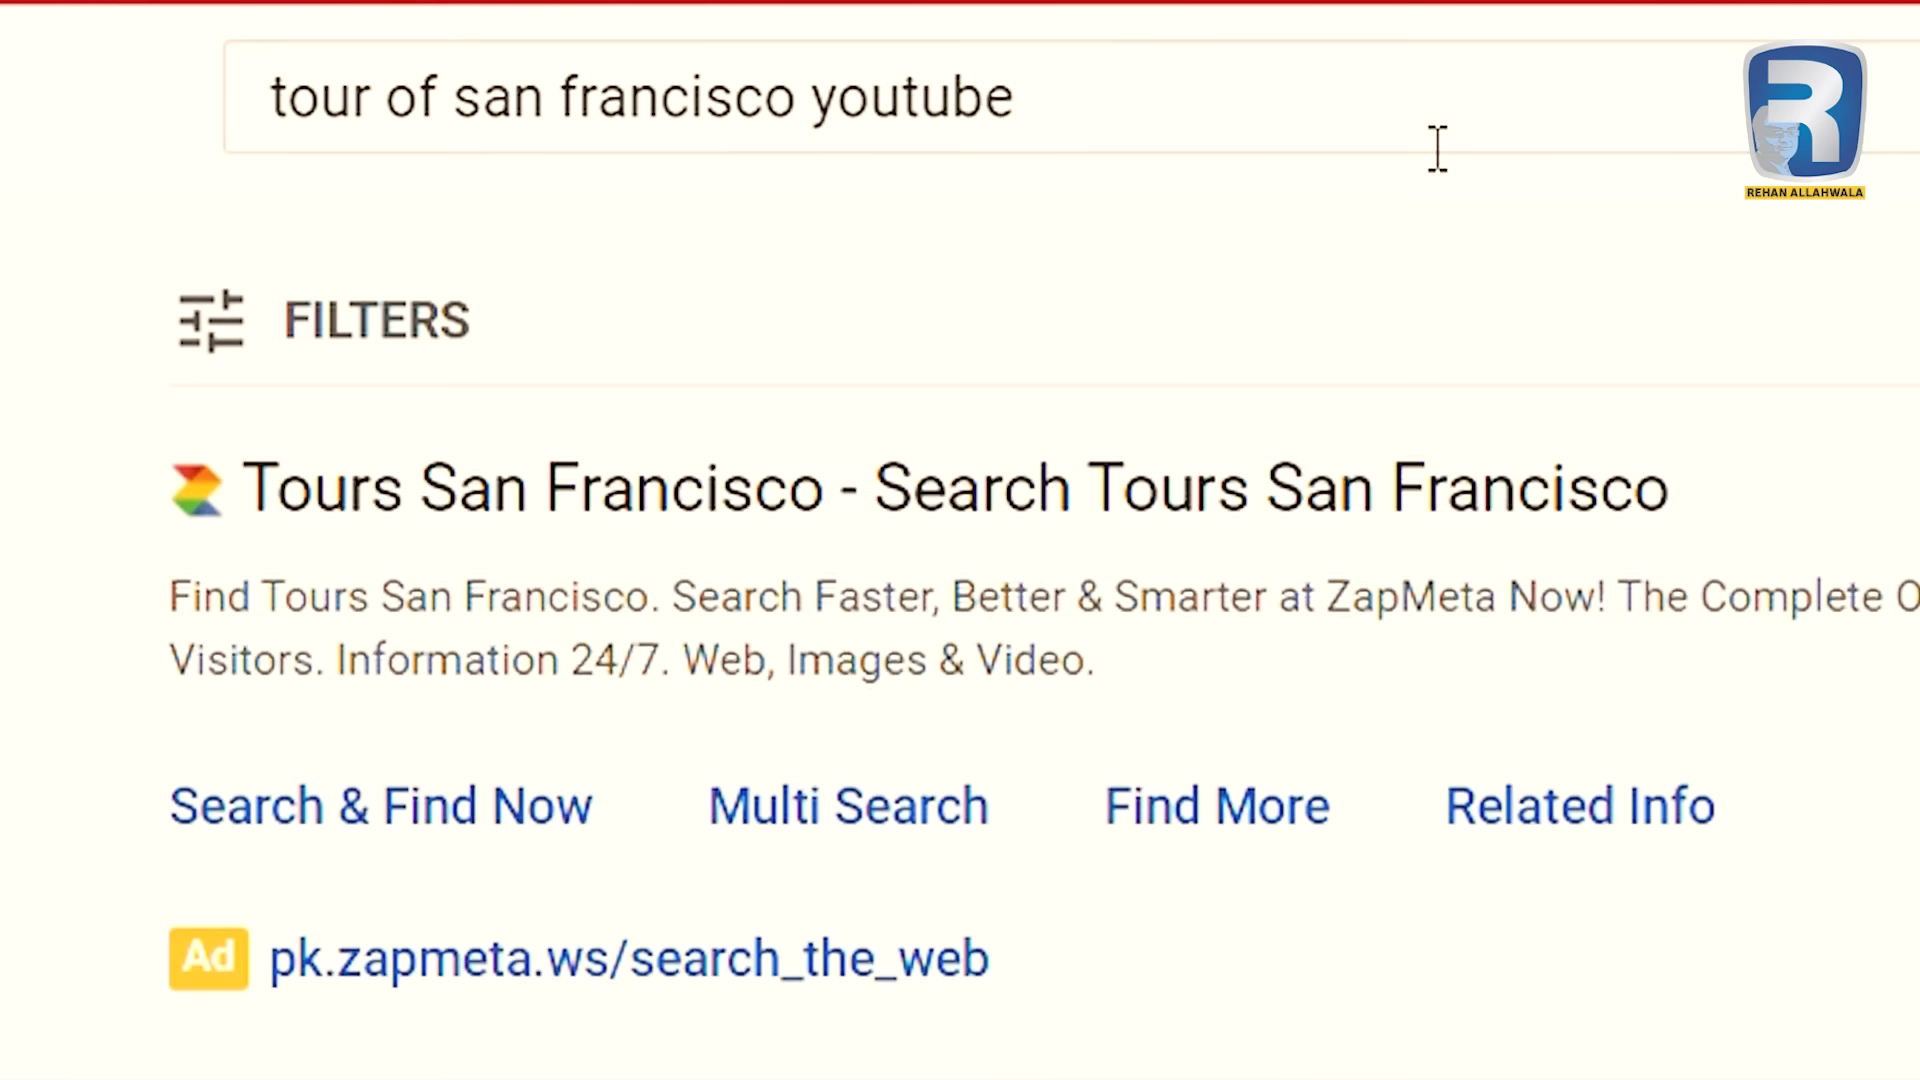 tour of san francisco youtube
REHAN ALLAHWALA
FILTERS
Tours San Francisco - Search Tours San Francisco
Find Tours San Francisco. Search Faster, Better & Smarter at ZapMeta Now! The Complete O
Visitors. Information 24/7. Web, Images & Video.
Search & Find Now Multi Search Find More Related Info
Ad pk.zapmeta.ws/search_the_web